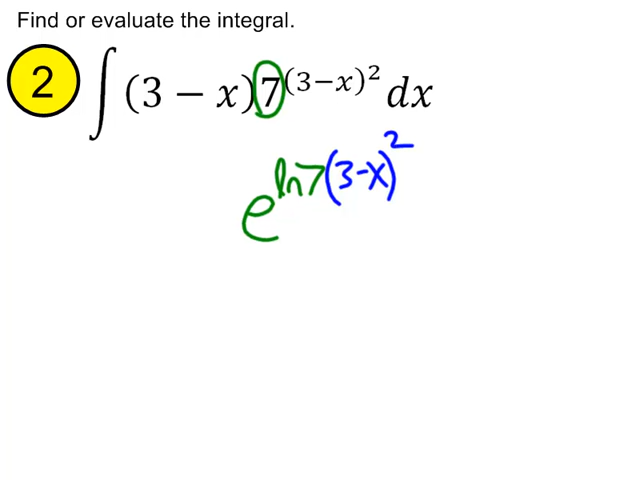 Find or evaluate the integral.
2 ∫ (3 − x)7^(3−x)² dx
e^ln7(3-x)²